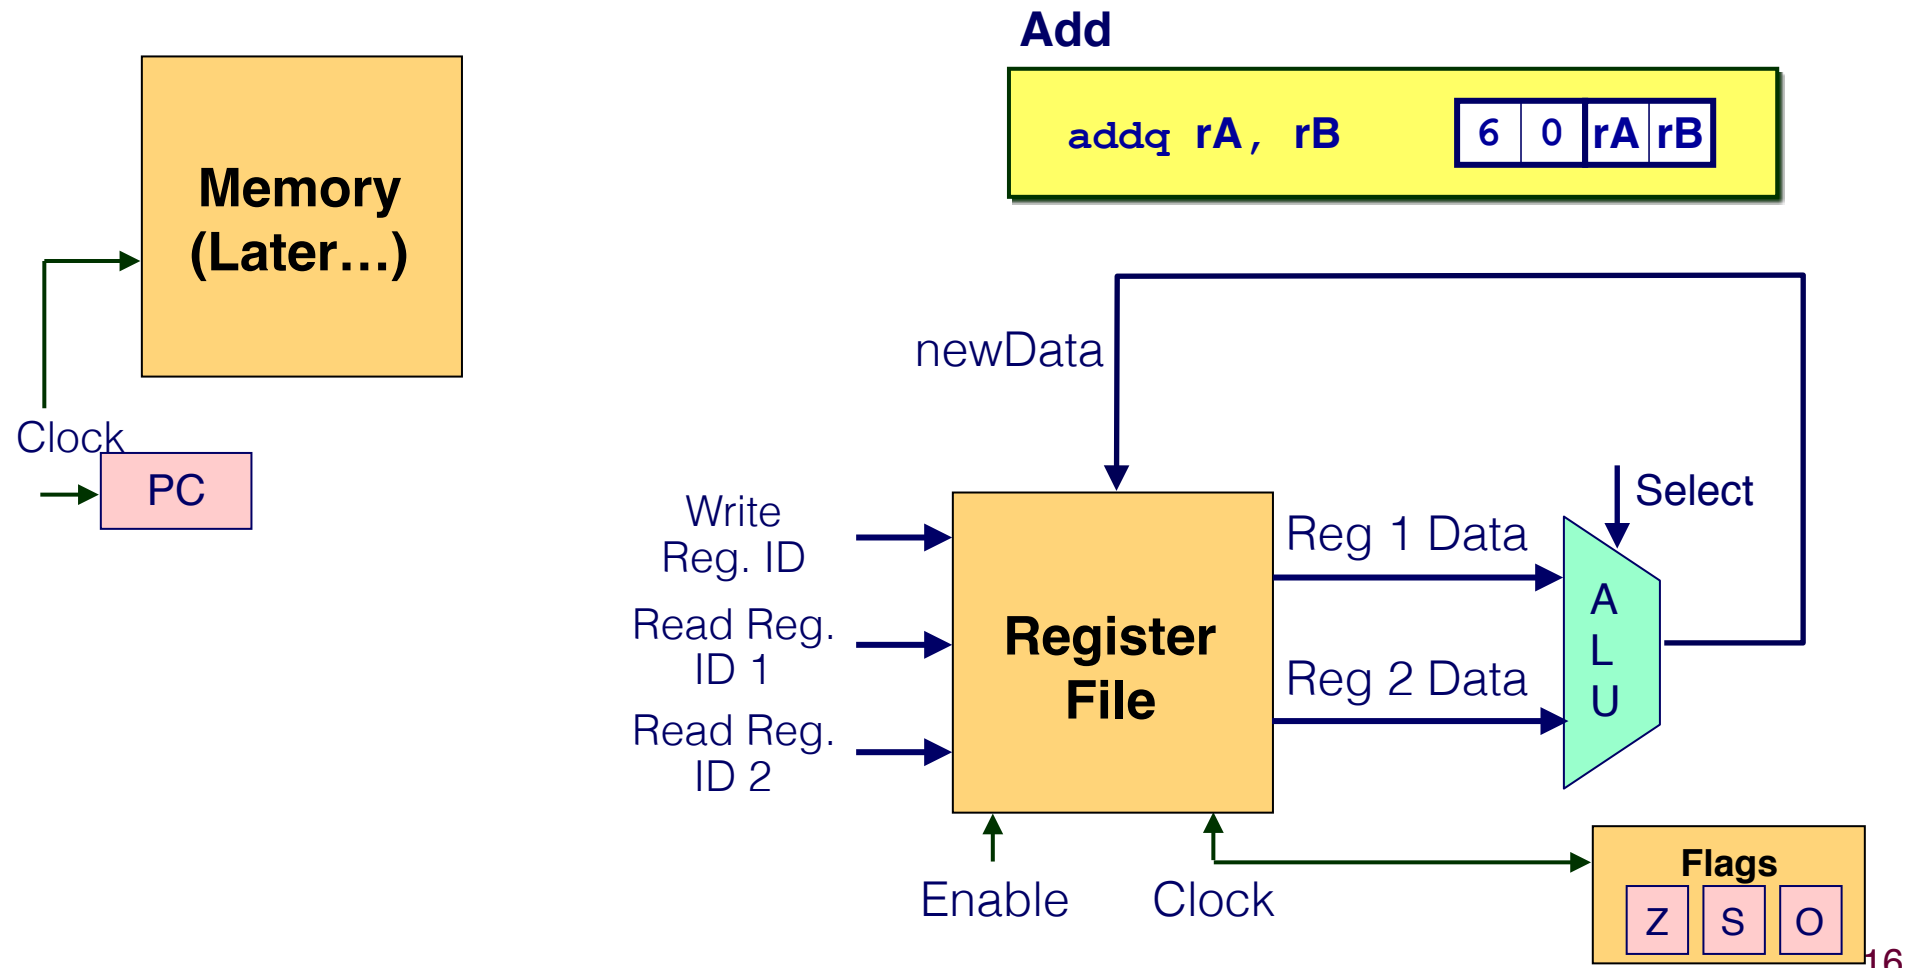 Add
addq rA, rB
6 0 rA rB
Memory
(Later…)
newData
Clock
PC
Write
Reg. ID
Read Reg.
ID 1
Read Reg.
ID 2
Register
File
Reg 1 Data
Reg 2 Data
Select
A
L
U
Enable
Clock
Flags
Z S O
16